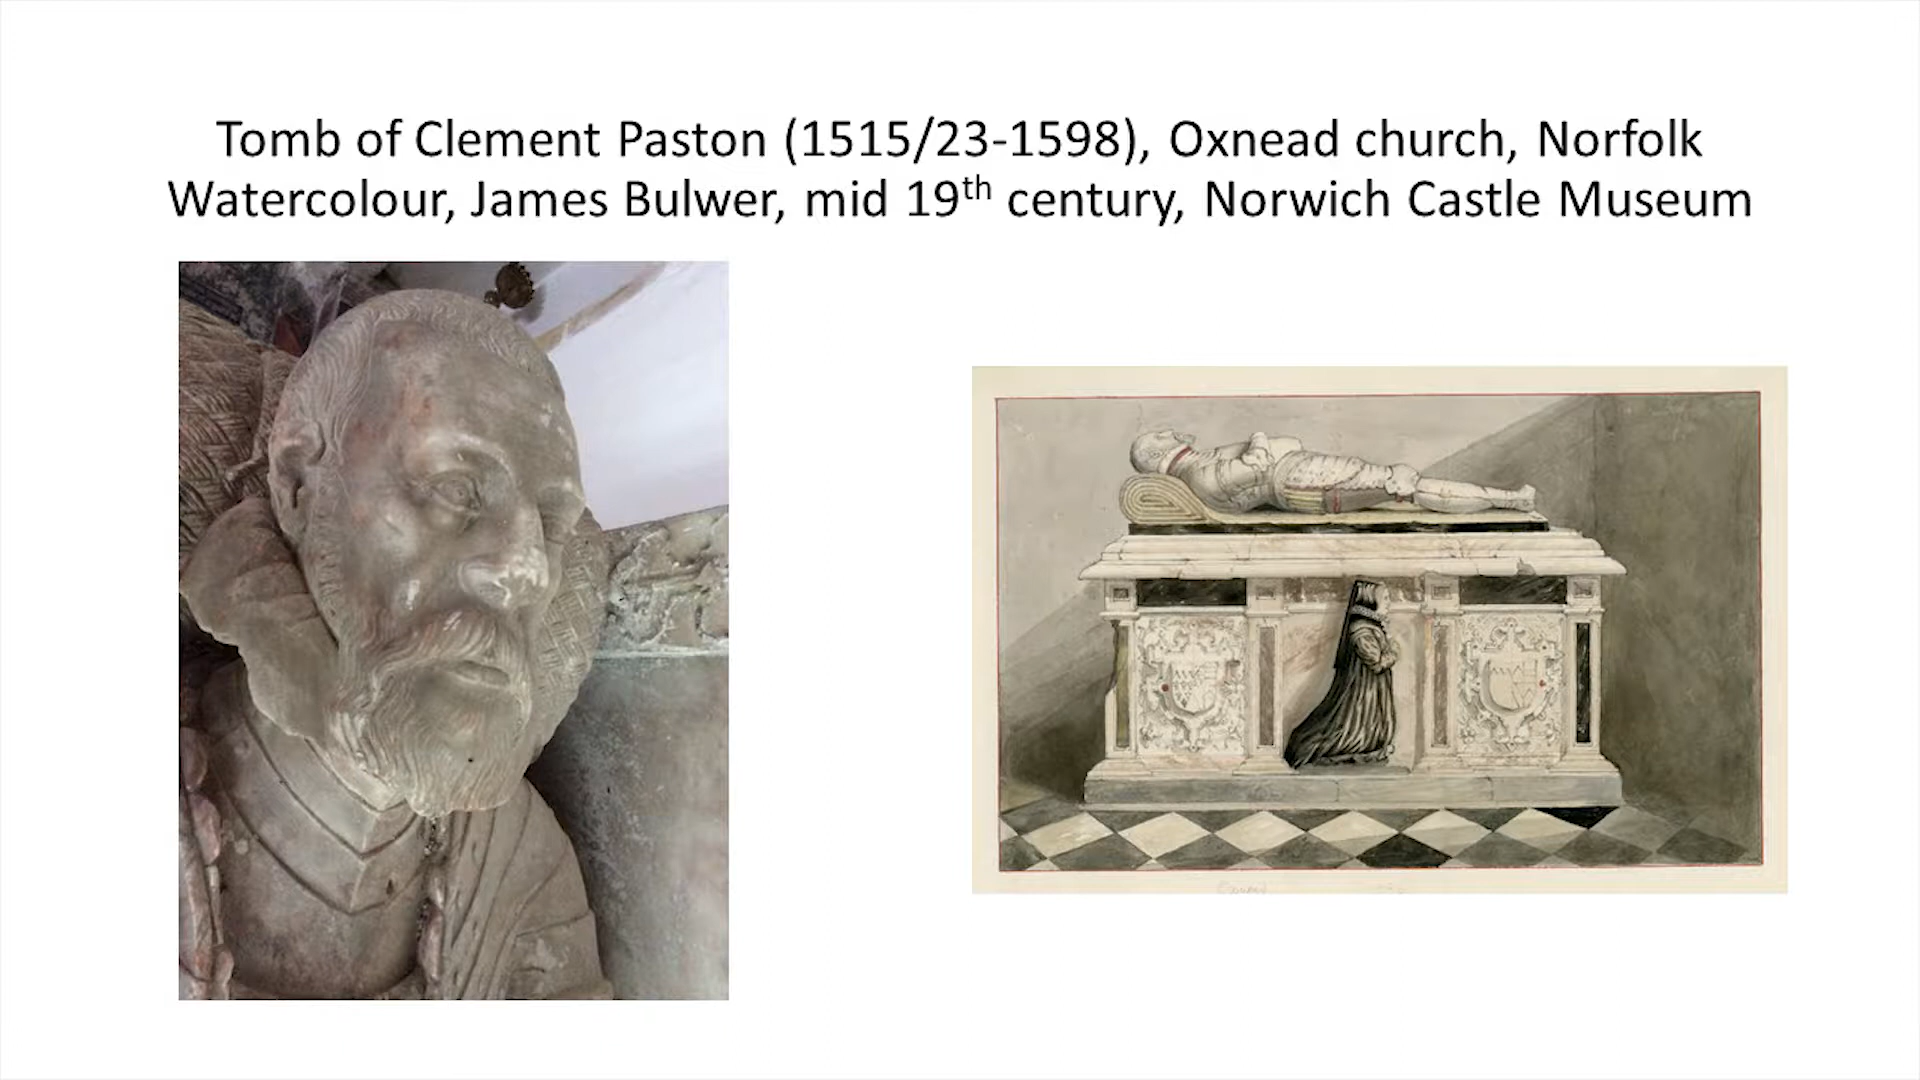 Tomb of Clement Paston (1515/23-1598), Oxnead church, Norfolk
Watercolour, James Bulwer, mid 19th century, Norwich Castle Museum